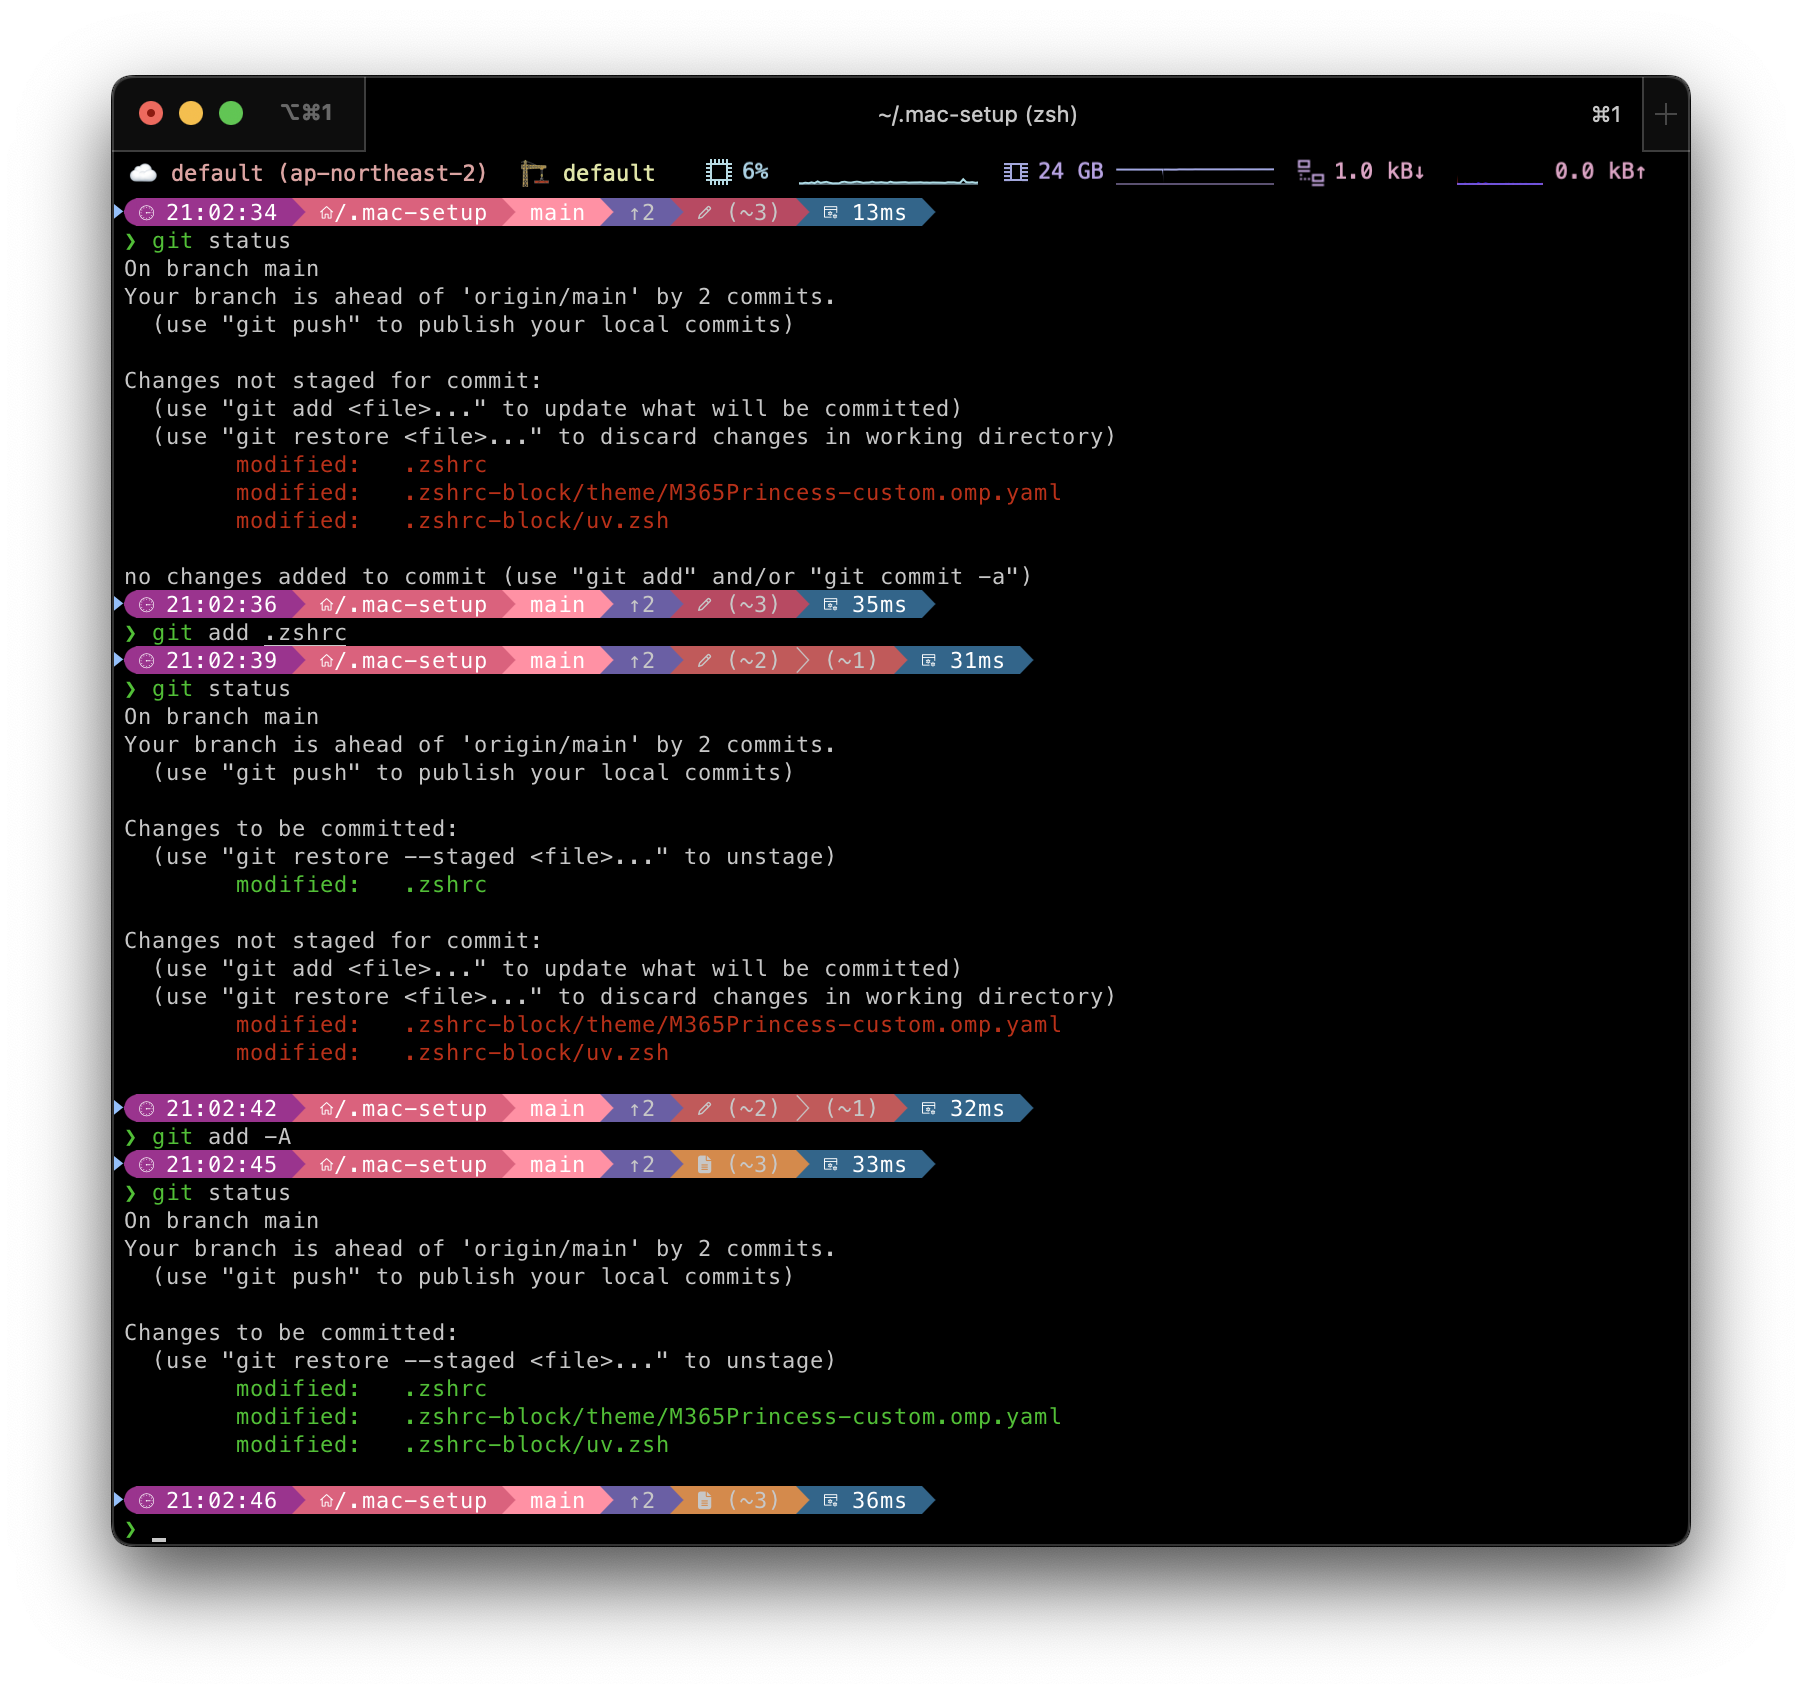 ⌥⌘1 ~/.mac-setup (zsh) ⌘1
default (ap-northeast-2) default 6% 24 GB 1.0 kB↓ 0.0 kB↑
21:02:34 /.mac-setup main ↑2 (~3) 13ms
❯ git status
On branch main
Your branch is ahead of 'origin/main' by 2 commits.
(use "git push" to publish your local commits)
Changes not staged for commit:
(use "git add <file>..." to update what will be committed)
(use "git restore <file>..." to discard changes in working directory)
modified: .zshrc
modified: .zshrc-block/theme/M365Princess-custom.omp.yaml
modified: .zshrc-block/uv.zsh
no changes added to commit (use "git add" and/or "git commit -a")
21:02:36 /.mac-setup main ↑2 (~3) 35ms
❯ git add .zshrc
21:02:39 /.mac-setup main ↑2 (~2) (~1) 31ms
❯ git status
On branch main
Your branch is ahead of 'origin/main' by 2 commits.
(use "git push" to publish your local commits)
Changes to be committed:
(use "git restore --staged <file>..." to unstage)
modified: .zshrc
Changes not staged for commit:
(use "git add <file>..." to update what will be committed)
(use "git restore <file>..." to discard changes in working directory)
modified: .zshrc-block/theme/M365Princess-custom.omp.yaml
modified: .zshrc-block/uv.zsh
21:02:42 /.mac-setup main ↑2 (~2) (~1) 32ms
❯ git add -A
21:02:45 /.mac-setup main ↑2 (~3) 33ms
❯ git status
On branch main
Your branch is ahead of 'origin/main' by 2 commits.
(use "git push" to publish your local commits)
Changes to be committed:
(use "git restore --staged <file>..." to unstage)
modified: .zshrc
modified: .zshrc-block/theme/M365Princess-custom.omp.yaml
modified: .zshrc-block/uv.zsh
21:02:46 /.mac-setup main ↑2 (~3) 36ms
❯ _